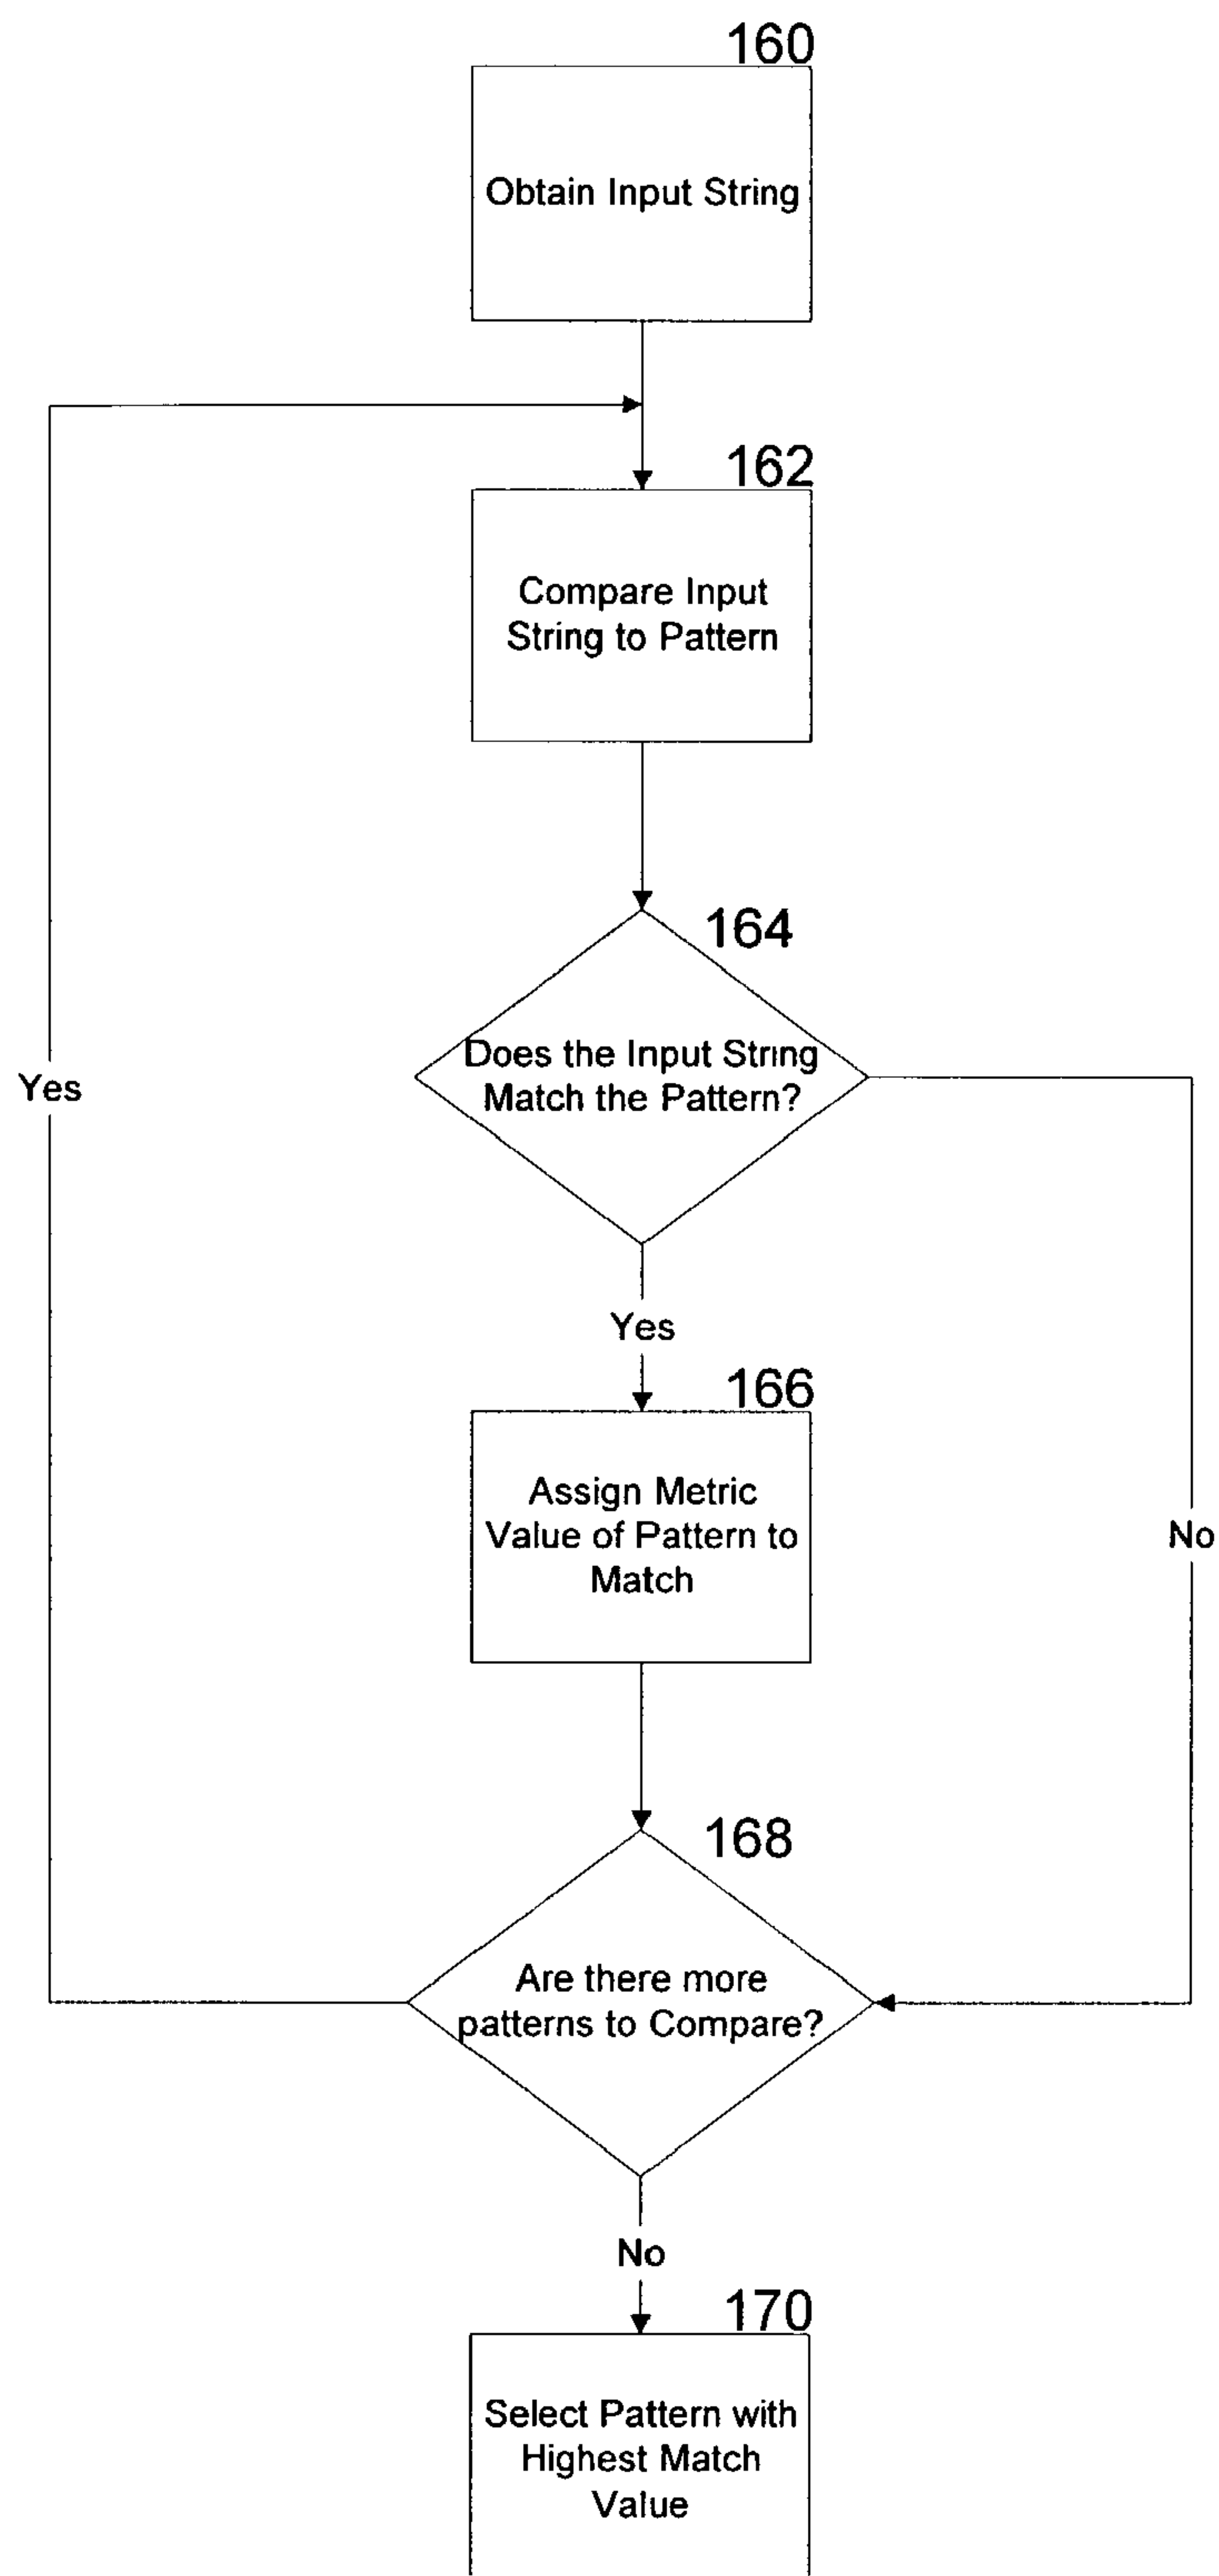 160
Obtain Input String
162
Compare Input
String to Pattern
164
Does the Input String
Match the Pattern?
Yes
Yes
166
Assign Metric
Value of Pattern to
Match
No
168
Are there more
patterns to Compare?
No
170
Select Pattern with
Highest Match
Value